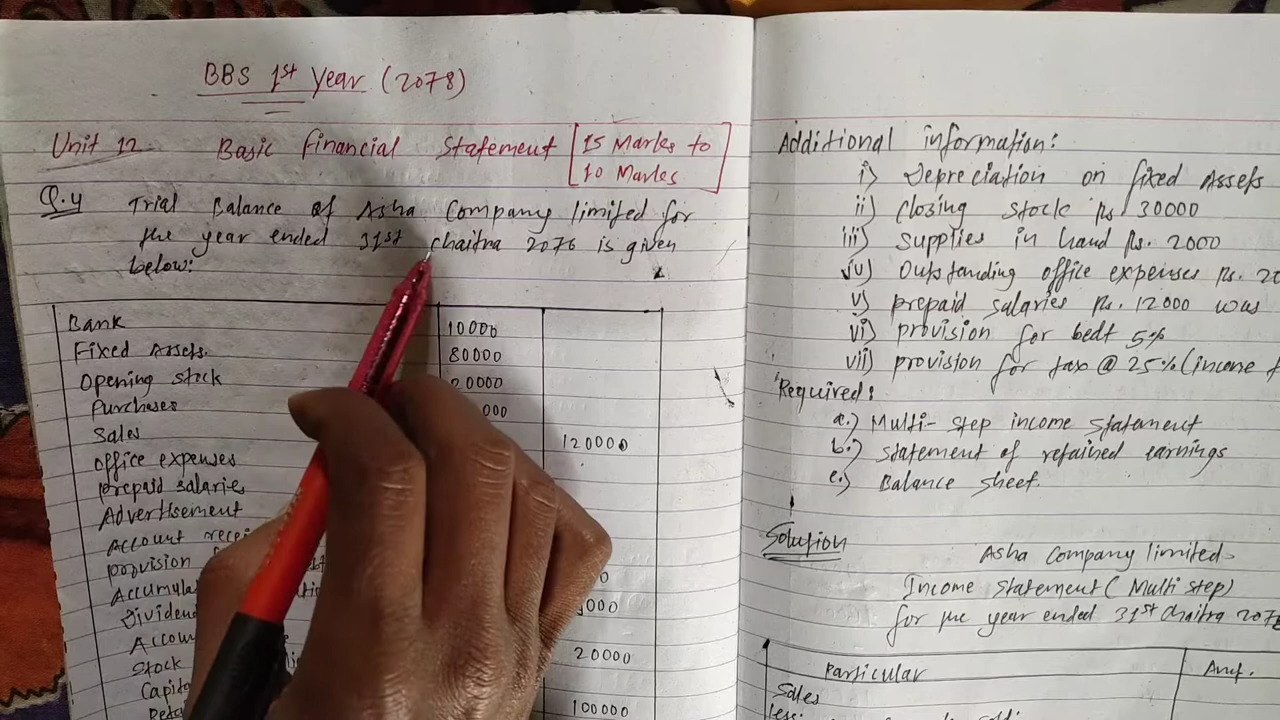 BBS 1st Year (2078)
Unit 12 Basic Financial Statement [15 Marks to
10 Marks]
Q.4 Trial Balance of Asha Company limited for
the year ended 31st chaitra 2076 is given
below:
Bank 10000
Fixed Assets. 80000
Opening stock 20000
Purchases
Sales 120000
office expenses
prepaid salaries
Advertisement
Account
provision
Dividend
Stock 20000
100000
Additional information:
i) Depreciation on fixed Assets
ii) Closing stock Rs. 30000
iii) supplies in hand Rs. 2000
iv) Outstanding office expenses Rs.
v) prepaid salaries Rs. 12000 was
vi) provision for bedt 5%
vii) provision for tax @ 25% (income
Required:
a.) Multi-step income statement
b.) statement of retained earnings
c.) Balance sheet.
Solution
Asha Company limited
Income statement (Multi step)
for the year ended 31st Chaitra 2076
Particular Amt.
Sales
Less: